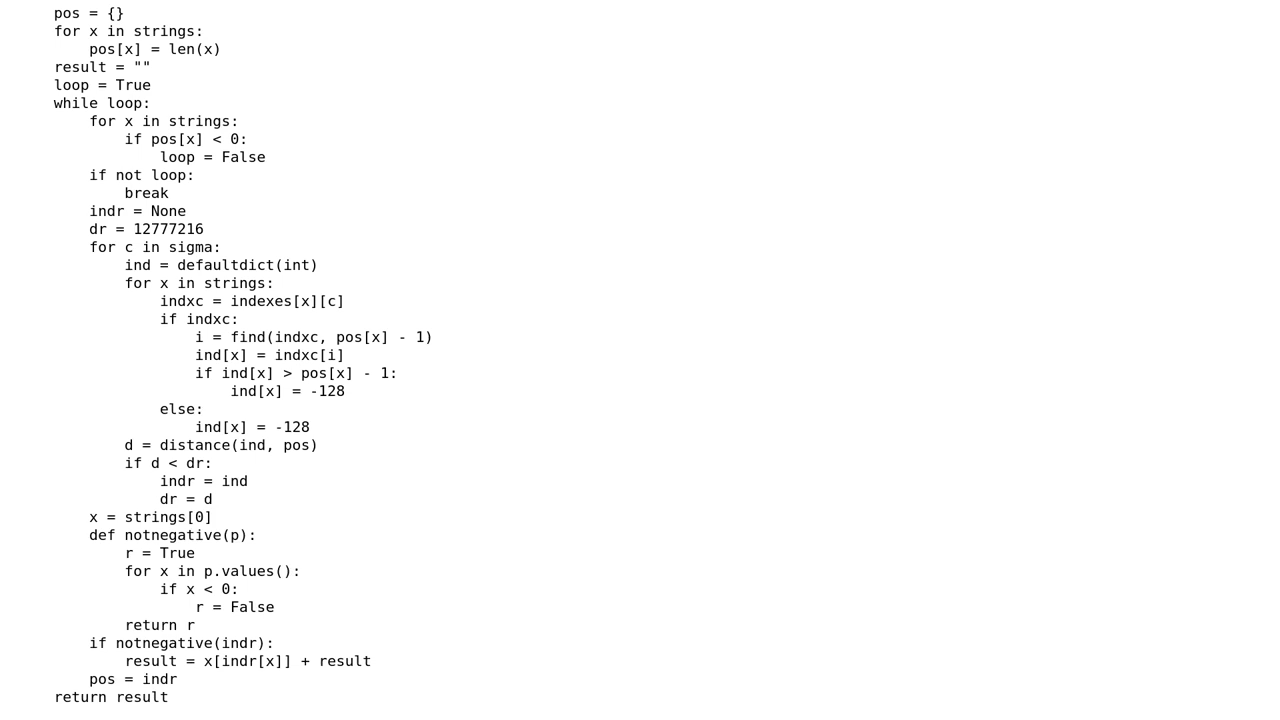 pos = {}
for x in strings:
    pos[x] = len(x)
result = ""
loop = True
while loop:
    for x in strings:
        if pos[x] < 0:
            loop = False
    if not loop:
        break
    indr = None
    dr = 12777216
    for c in sigma:
        ind = defaultdict(int)
        for x in strings:
            indxc = indexes[x][c]
            if indxc:
                i = find(indxc, pos[x] - 1)
                ind[x] = indxc[i]
                if ind[x] > pos[x] - 1:
                    ind[x] = -128
            else:
                ind[x] = -128
        d = distance(ind, pos)
        if d < dr:
            indr = ind
            dr = d
    x = strings[0]
    def notnegative(p):
        r = True
        for x in p.values():
            if x < 0:
                r = False
        return r
    if notnegative(indr):
        result = x[indr[x]] + result
    pos = indr
return result